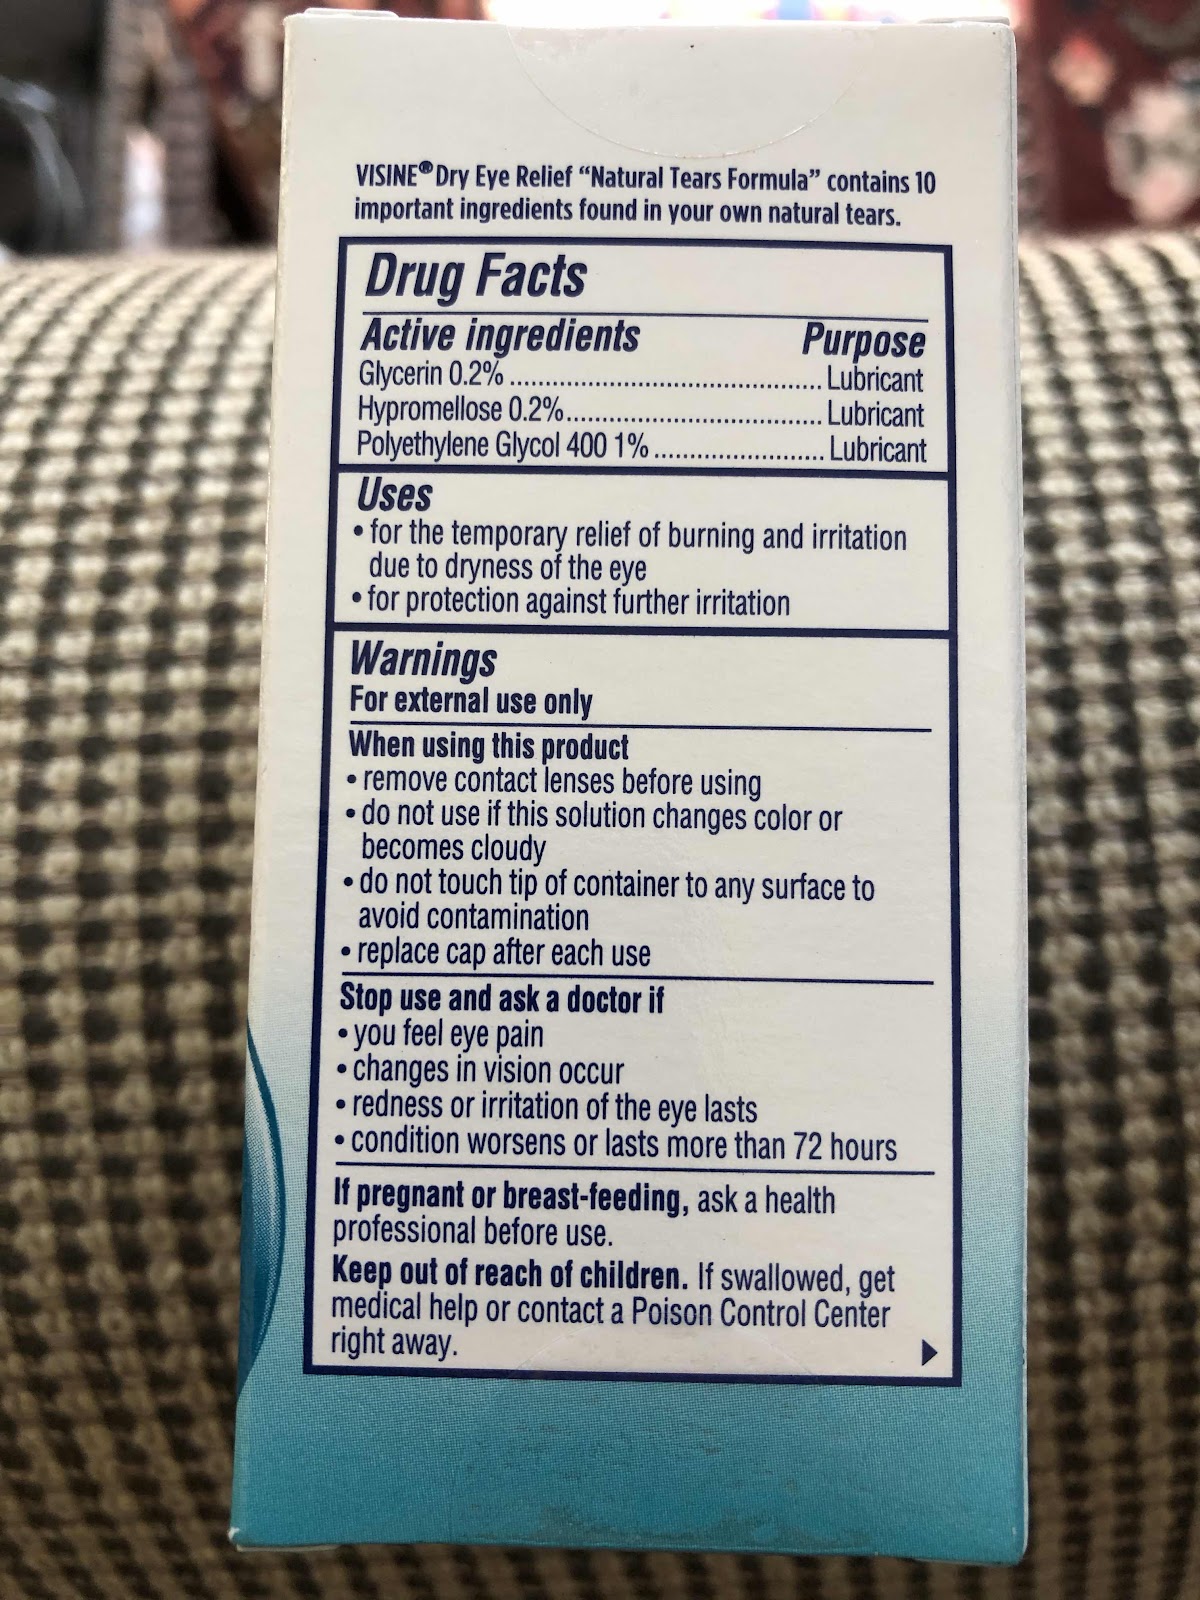 VISINE® Dry Eye Relief “Natural Tears Formula” contains 10
important ingredients found in your own natural tears.
Drug Facts
Active ingredients Purpose
Glycerin 0.2% ............................................ Lubricant
Hypromellose 0.2%.................................... Lubricant
Polyethylene Glycol 400 1% ........................ Lubricant
Uses
• for the temporary relief of burning and irritation
due to dryness of the eye
• for protection against further irritation
Warnings
For external use only
When using this product
• remove contact lenses before using
• do not use if this solution changes color or
becomes cloudy
• do not touch tip of container to any surface to
avoid contamination
• replace cap after each use
Stop use and ask a doctor if
• you feel eye pain
• changes in vision occur
• redness or irritation of the eye lasts
• condition worsens or lasts more than 72 hours
If pregnant or breast-feeding, ask a health
professional before use.
Keep out of reach of children. If swallowed, get
medical help or contact a Poison Control Center
right away.